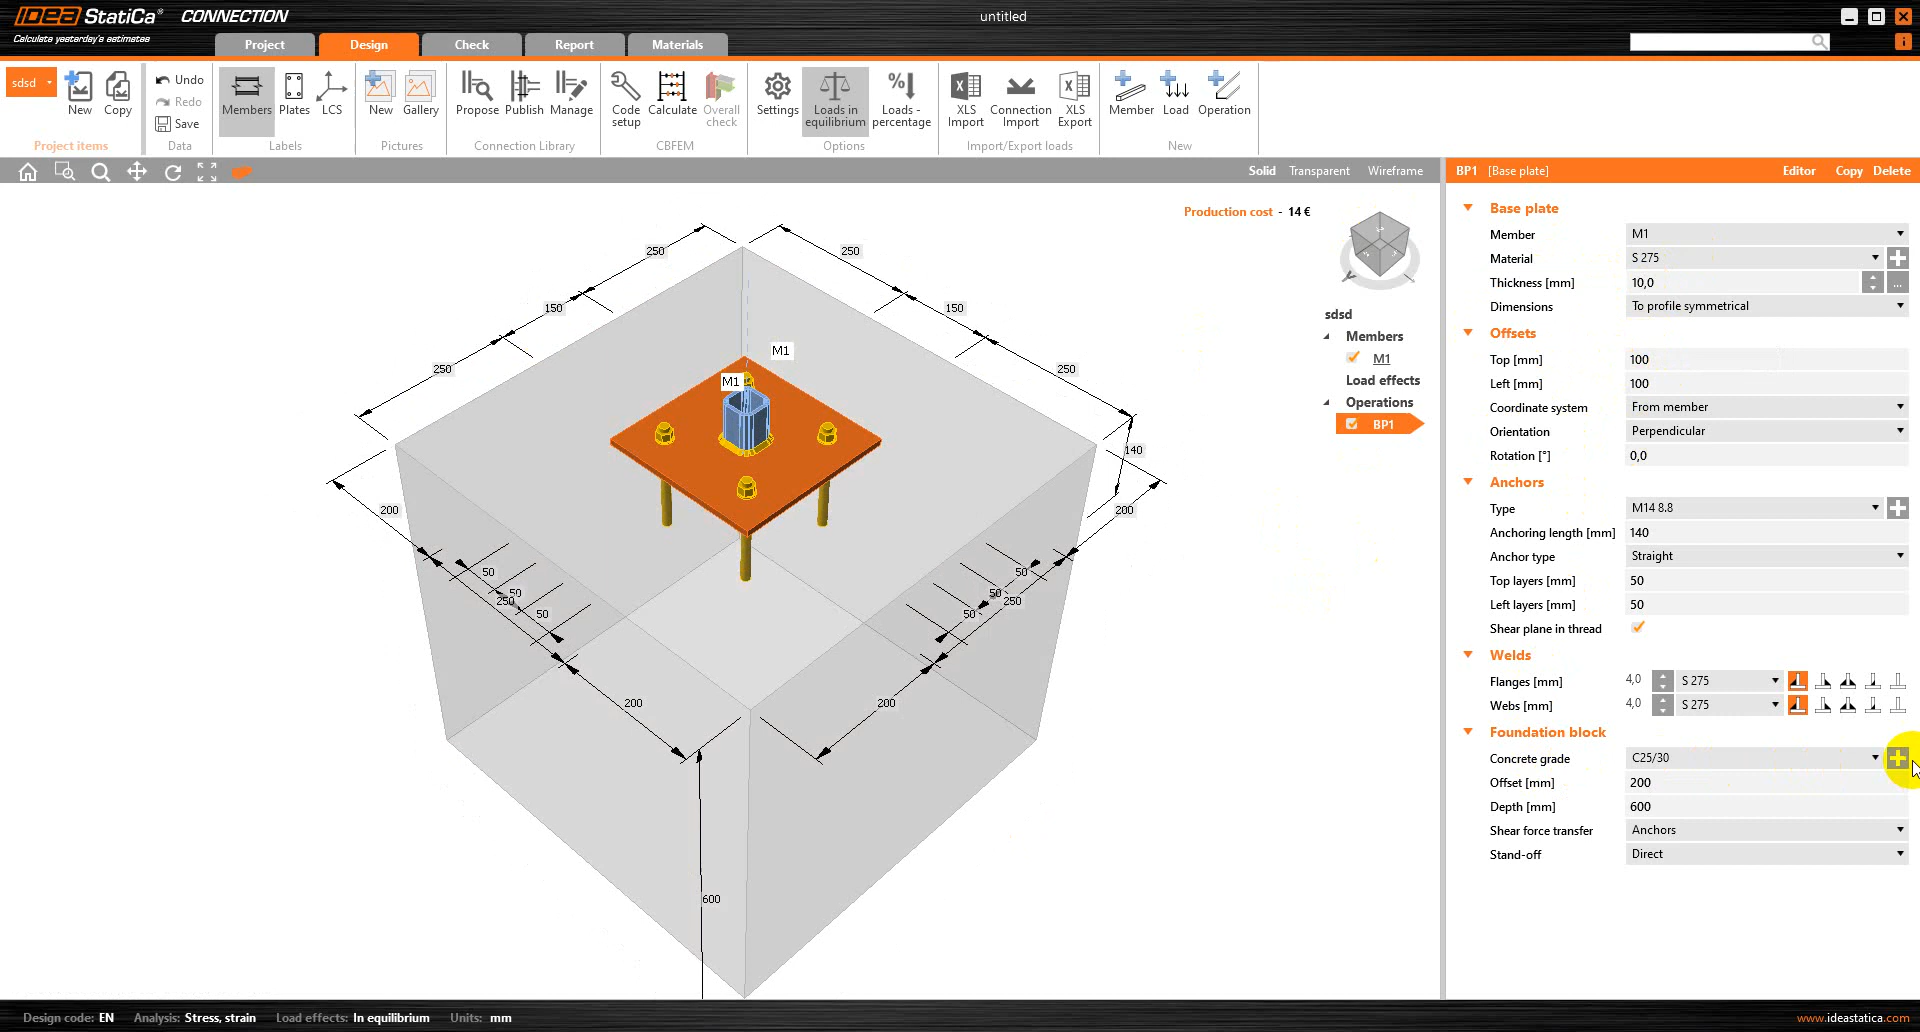 IDEA StatiCa® CONNECTION
Calculate yesterday's estimates
untitled
Project
Design
Check
Report
Materials
sdsd
New
Copy
Undo
Redo
Save
Members
Plates
LCS
New
Gallery
Propose
Publish
Manage
Code setup
Calculate
Overall check
Settings
Loads in equilibrium
Loads - percentage
XLS Import
Connection Import
XLS Export
Member
Load
Operation
Project items
Data
Labels
Pictures
Connection Library
CBFEM
Options
Import/Export loads
New
Solid
Transparent
Wireframe
BP1 [Base plate]
Editor
Copy
Delete
Production cost - 14 €
250
250
150
150
250
250
M1
M1
140
200
200
50
50
250
50
50
50
250
50
200
200
600
sdsd
Members
M1
Load effects
Operations
BP1
Base plate
Member M1
Material S 275
Thickness [mm] 10,0
Dimensions To profile symmetrical
Offsets
Top [mm] 100
Left [mm] 100
Coordinate system From member
Orientation Perpendicular
Rotation [°] 0,0
Anchors
Type M14 8.8
Anchoring length [mm] 140
Anchor type Straight
Top layers [mm] 50
Left layers [mm] 50
Shear plane in thread
Welds
Flanges [mm] 4,0 S 275
Webs [mm] 4,0 S 275
Foundation block
Concrete grade C25/30
Offset [mm] 200
Depth [mm] 600
Shear force transfer Anchors
Stand-off Direct
Design code: EN Analysis: Stress, strain Load effects: In equilibrium Units: mm
www.ideastatica.com